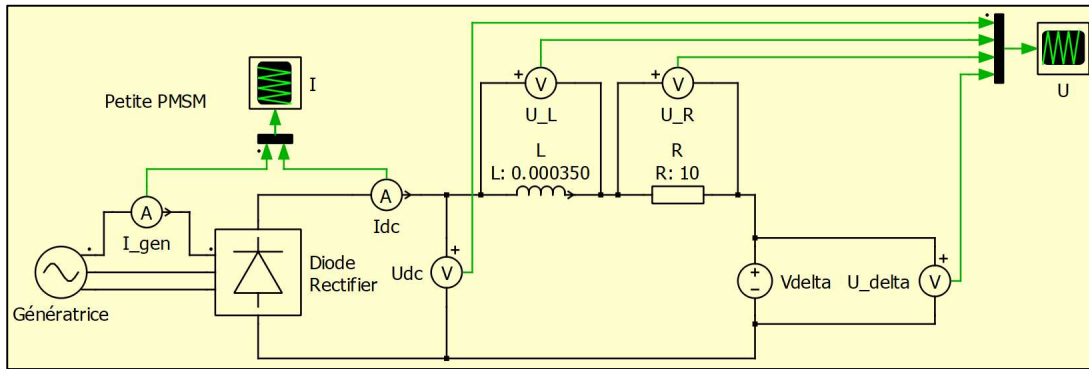 Petite PMSM
I
U
V
U_L
V
U_R
L
L: 0.000350
R
R: 10
A
I_gen
A
Idc
Génératrice
Diode
Rectifier
Udc
V
Vdelta
U_delta
V